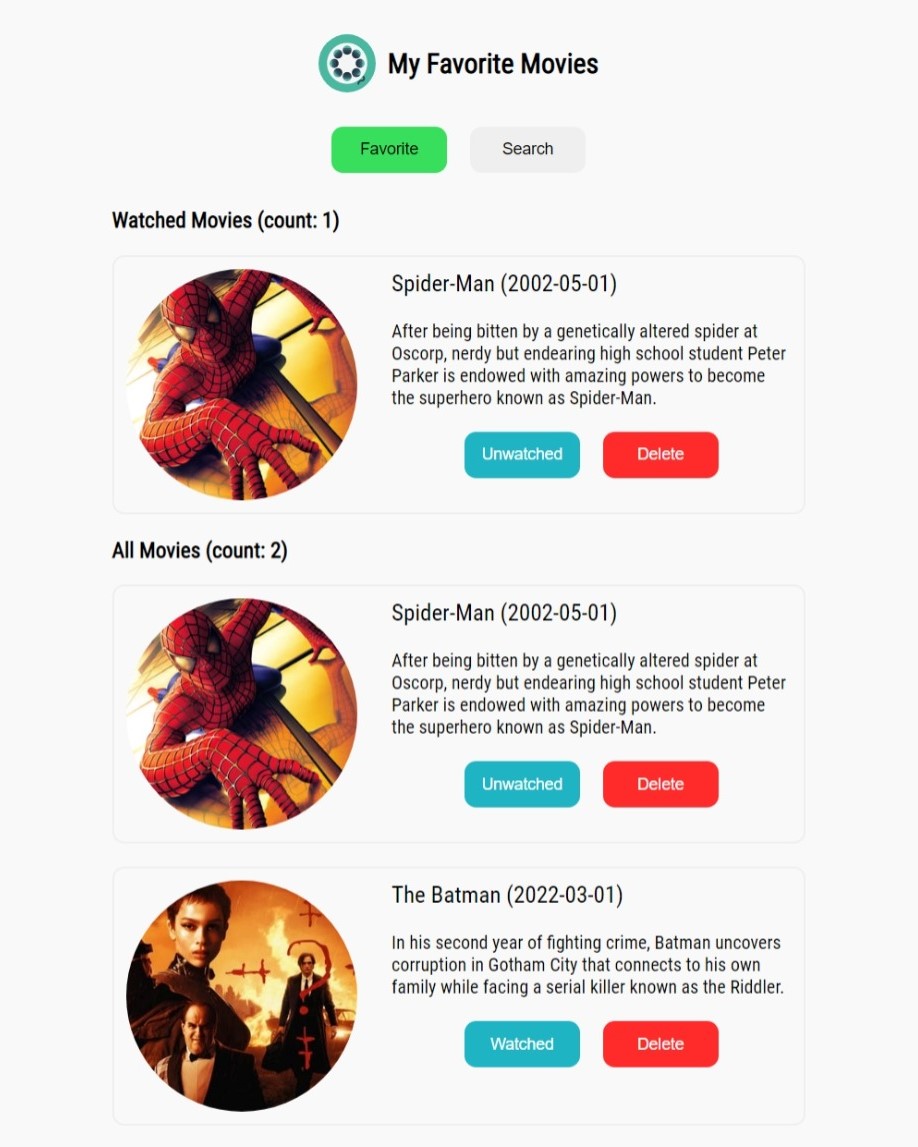 My Favorite Movies
Favorite
Search
Watched Movies (count: 1)
Spider-Man (2002-05-01)
After being bitten by a genetically altered spider at
Oscorp, nerdy but endearing high school student Peter
Parker is endowed with amazing powers to become
the superhero known as Spider-Man.
Unwatched
Delete
All Movies (count: 2)
Spider-Man (2002-05-01)
After being bitten by a genetically altered spider at
Oscorp, nerdy but endearing high school student Peter
Parker is endowed with amazing powers to become
the superhero known as Spider-Man.
Unwatched
Delete
The Batman (2022-03-01)
In his second year of fighting crime, Batman uncovers
corruption in Gotham City that connects to his own
family while facing a serial killer known as the Riddler.
Watched
Delete